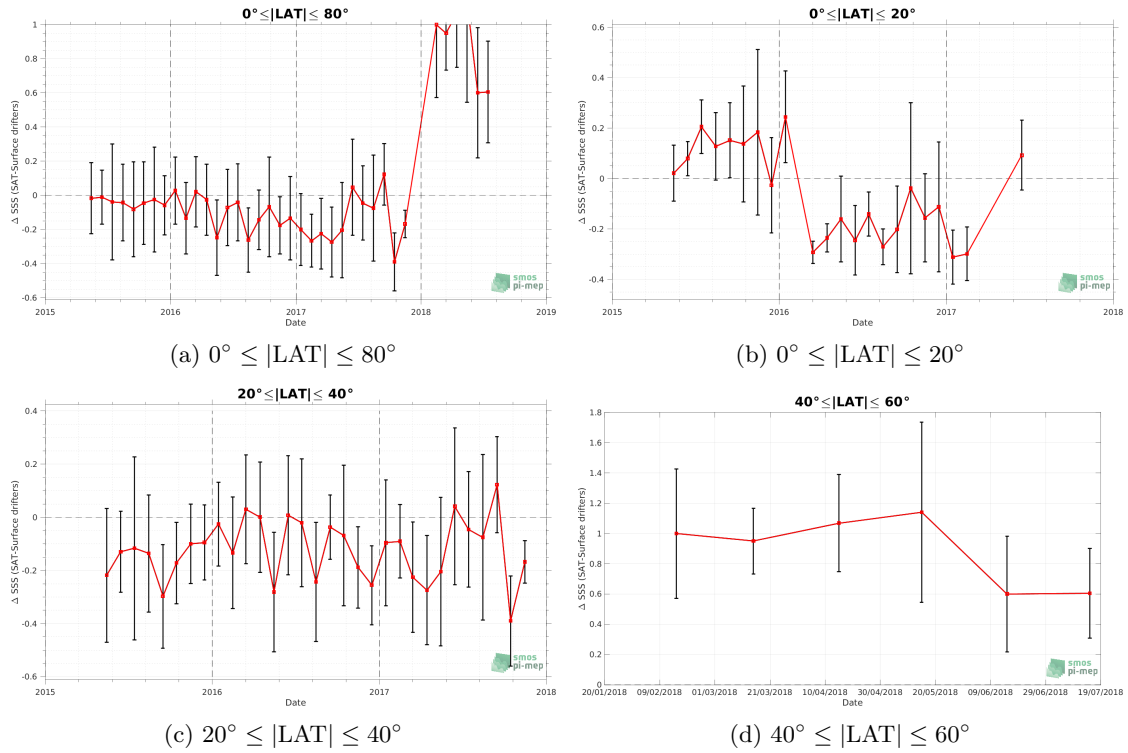 0°≤|LAT|≤ 80°
Δ SSS (SAT-Surface drifters)
1
0.8
0.6
0.4
0.2
0
-0.2
-0.4
-0.6
2015
2016
2017
2018
2019
Date
smos
pi-mep
(a) 0° ≤ |LAT| ≤ 80°
0°≤|LAT|≤ 20°
Δ SSS (SAT-Surface drifters)
0.6
0.4
0.2
0
-0.2
-0.4
2015
2016
2017
2018
Date
smos
pi-mep
(b) 0° ≤ |LAT| ≤ 20°
20°≤|LAT|≤ 40°
Δ SSS (SAT-Surface drifters)
0.4
0.2
0
-0.2
-0.4
-0.6
2015
2016
2017
2018
Date
smos
pi-mep
(c) 20° ≤ |LAT| ≤ 40°
40°≤|LAT|≤ 60°
Δ SSS (SAT-Surface drifters)
1.8
1.6
1.4
1.2
1
0.8
0.6
0.4
0.2
0
20/01/2018
09/02/2018
01/03/2018
21/03/2018
10/04/2018
30/04/2018
20/05/2018
09/06/2018
29/06/2018
19/07/2018
Date
smos
pi-mep
(d) 40° ≤ |LAT| ≤ 60°